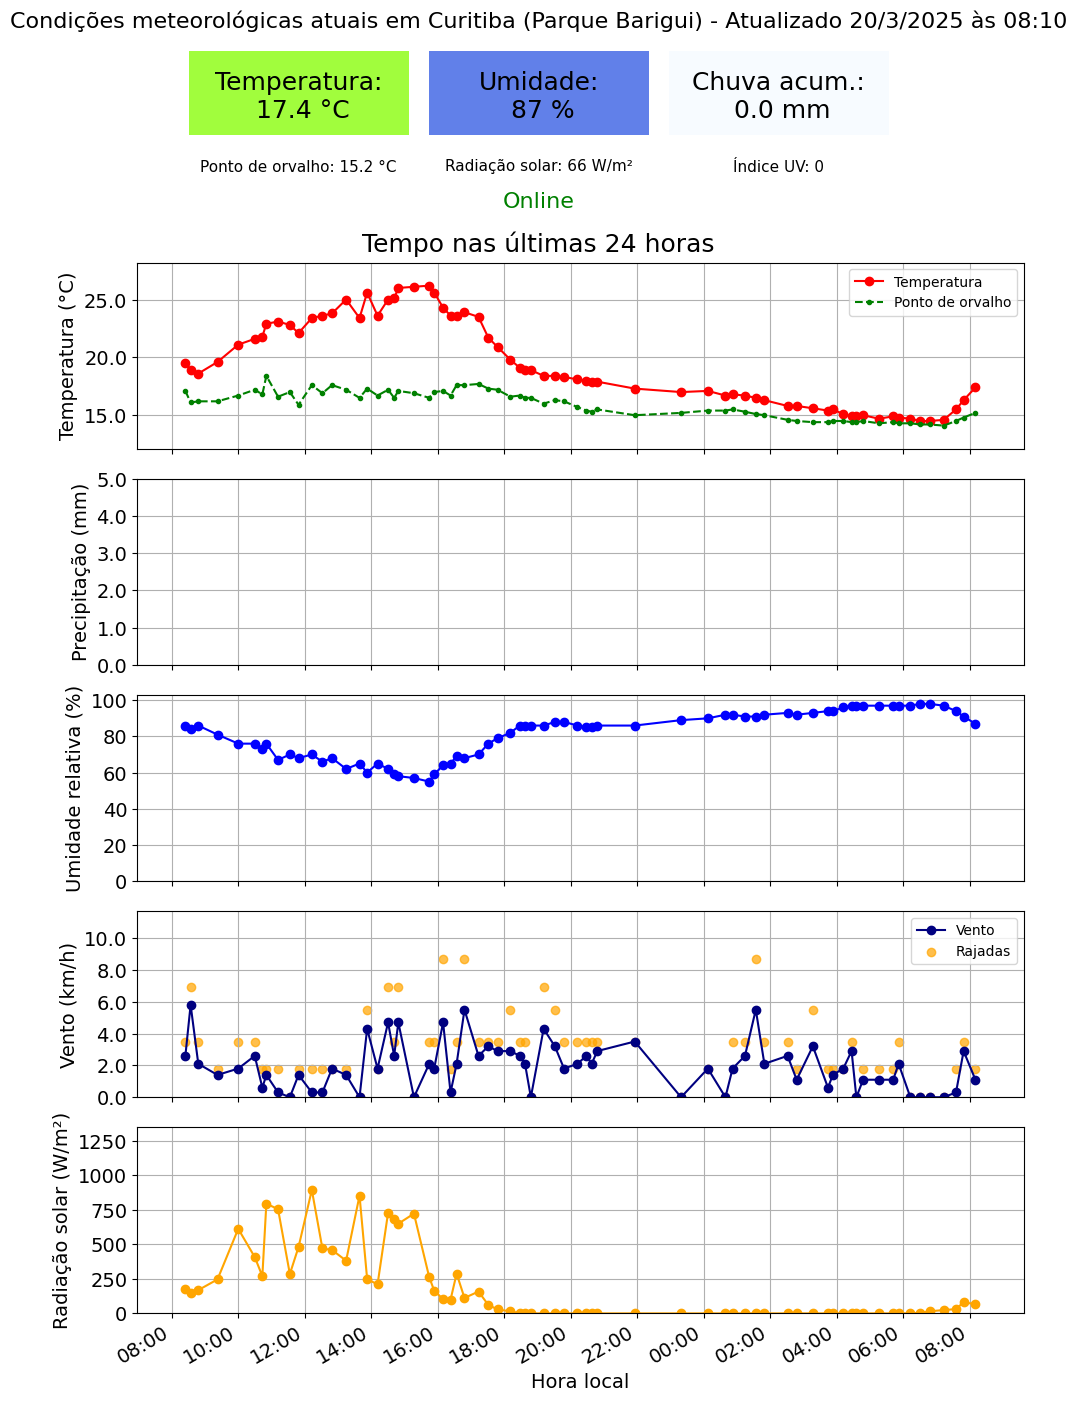 Condições meteorológicas atuais em Curitiba (Parque Barigui) - Atualizado 20/3/2025 às 08:10
Temperatura:
17.4 °C
Umidade:
87 %
Chuva acum.:
0.0 mm
Ponto de orvalho: 15.2 °C
Radiação solar: 66 W/m²
Índice UV: 0
Online
Tempo nas últimas 24 horas
Temperatura (°C)
25.0
20.0
15.0
Temperatura
Ponto de orvalho
Precipitação (mm)
5.0
4.0
3.0
2.0
1.0
0.0
Umidade relativa (%)
100
80
60
40
20
0
Vento (km/h)
10.0
8.0
6.0
4.0
2.0
0.0
Vento
Rajadas
Radiação solar (W/m²)
1250
1000
750
500
250
0
08:00
10:00
12:00
14:00
16:00
18:00
20:00
22:00
00:00
02:00
04:00
06:00
08:00
Hora local